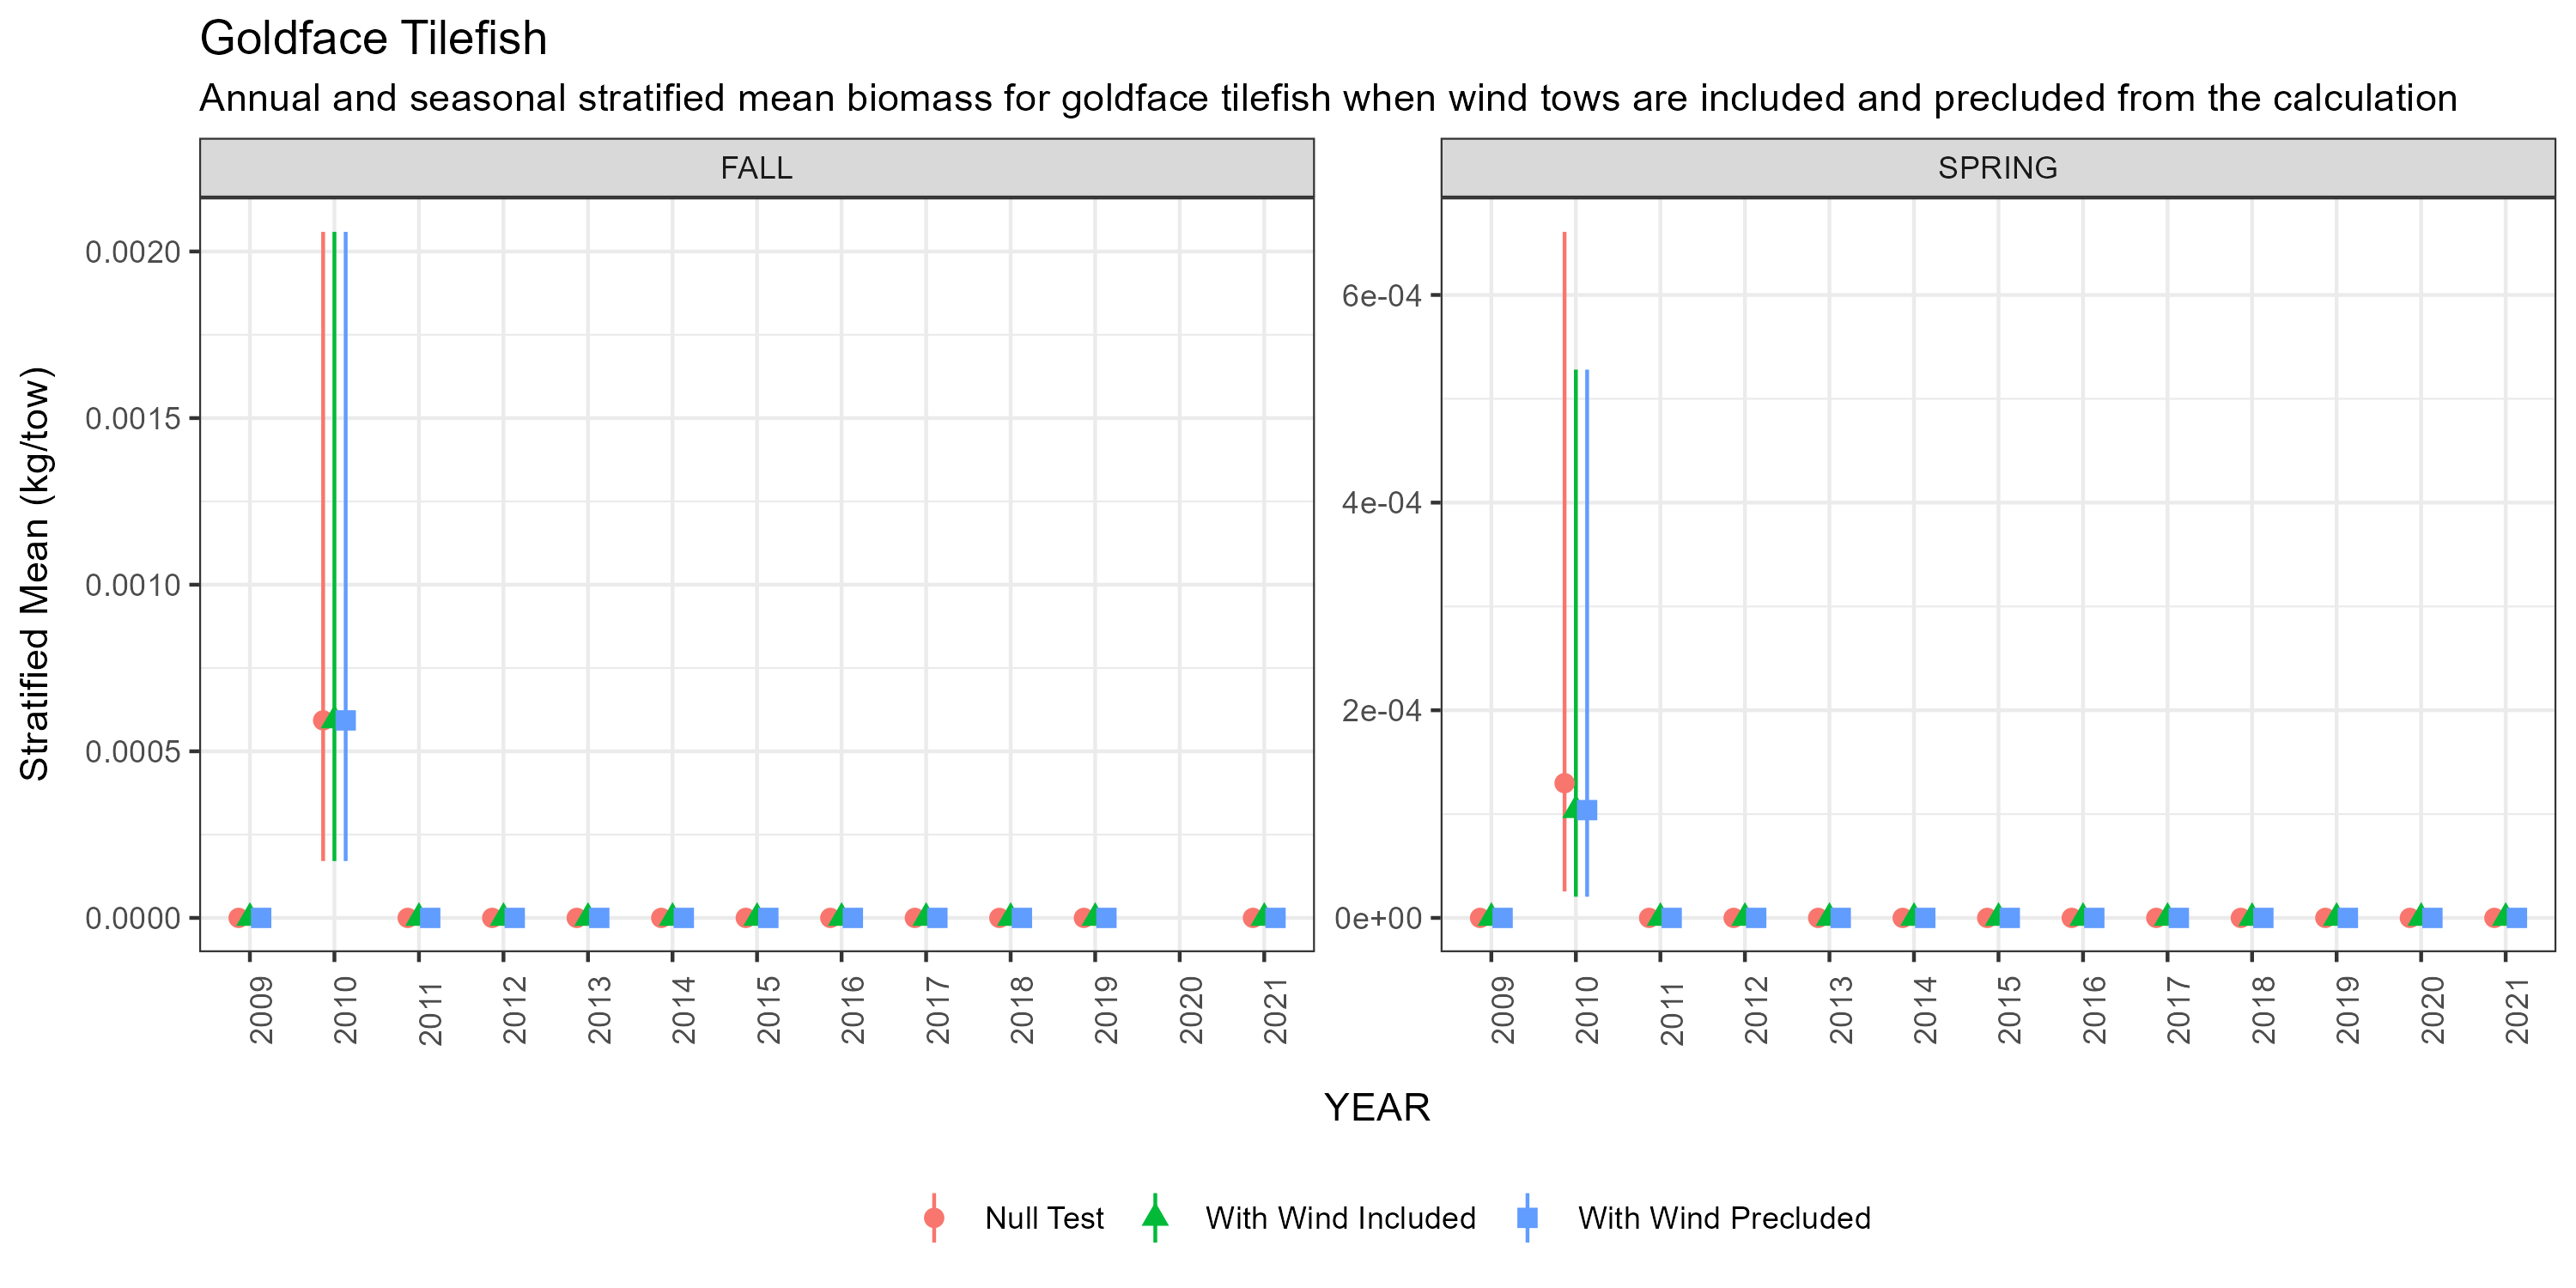 Goldface Tilefish
Annual and seasonal stratified mean biomass for goldface tilefish when wind tows are included and precluded from the calculation
FALL
SPRING
Stratified Mean (kg/tow)
0.0020
0.0015
0.0010
0.0005
0.0000
6e-04
4e-04
2e-04
0e+00
2009 2010 2011 2012 2013 2014 2015 2016 2017 2018 2019 2020 2021
2009 2010 2011 2012 2013 2014 2015 2016 2017 2018 2019 2020 2021
YEAR
Null Test With Wind Included With Wind Precluded